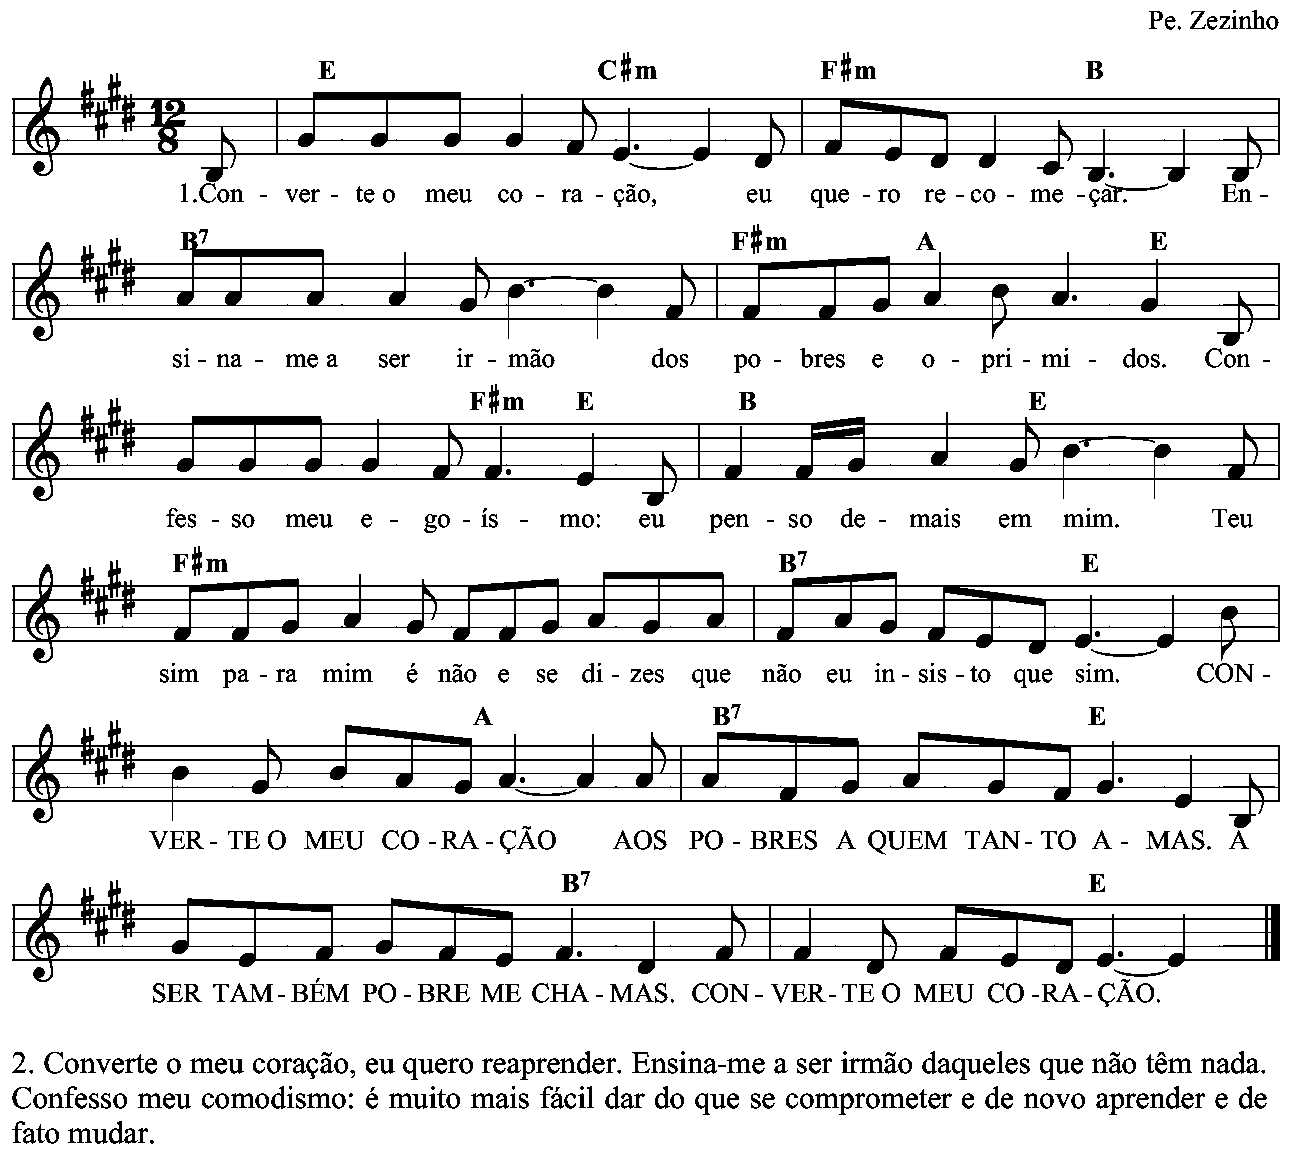 Pe. Zezinho
E C#m F#m B
12
8
1.Con - ver - te o meu co - ra - ção, eu que - ro re - co - me - çar. En -
B7 F#m A E
si - na - me a ser ir - mão dos po - bres e o - pri - mi - dos. Con -
F#m E B E
fes - so meu e - go - ís - mo: eu pen - so de - mais em mim. Teu
F#m B7 E
sim pa - ra mim é não e se di - zes que não eu in - sis - to que sim. CON -
A B7 E
VER - TE O MEU CO - RA - ÇÃO AOS PO - BRES A QUEM TAN - TO A - MAS. A
B7 E
SER TAM - BÉM PO - BRE ME CHA - MAS. CON - VER - TE O MEU CO - RA - ÇÃO.
2. Converte o meu coração, eu quero reaprender. Ensina-me a ser irmão daqueles que não têm nada.
Confesso meu comodismo: é muito mais fácil dar do que se comprometer e de novo aprender e de
fato mudar.